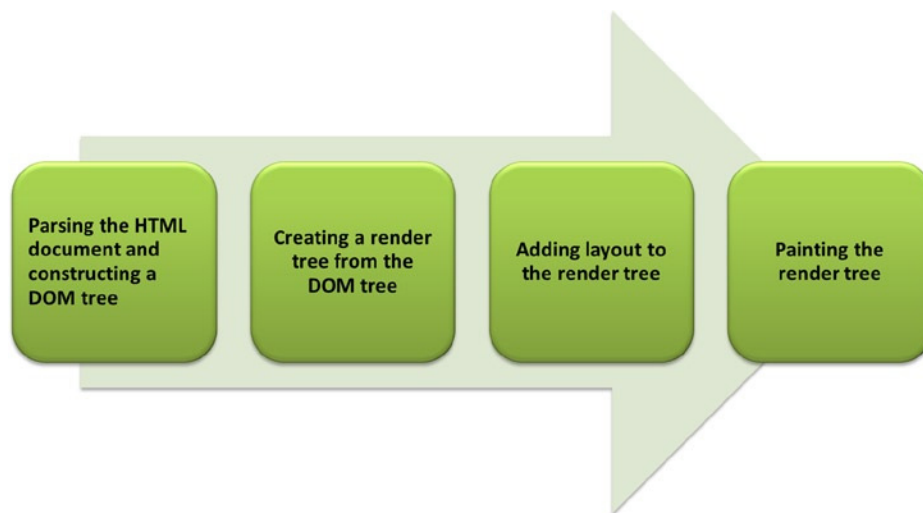 Parsing the HTML
document and
constructing a
DOM tree
Creating a render
tree from the
DOM tree
Adding layout to
the render tree
Painting the
render tree